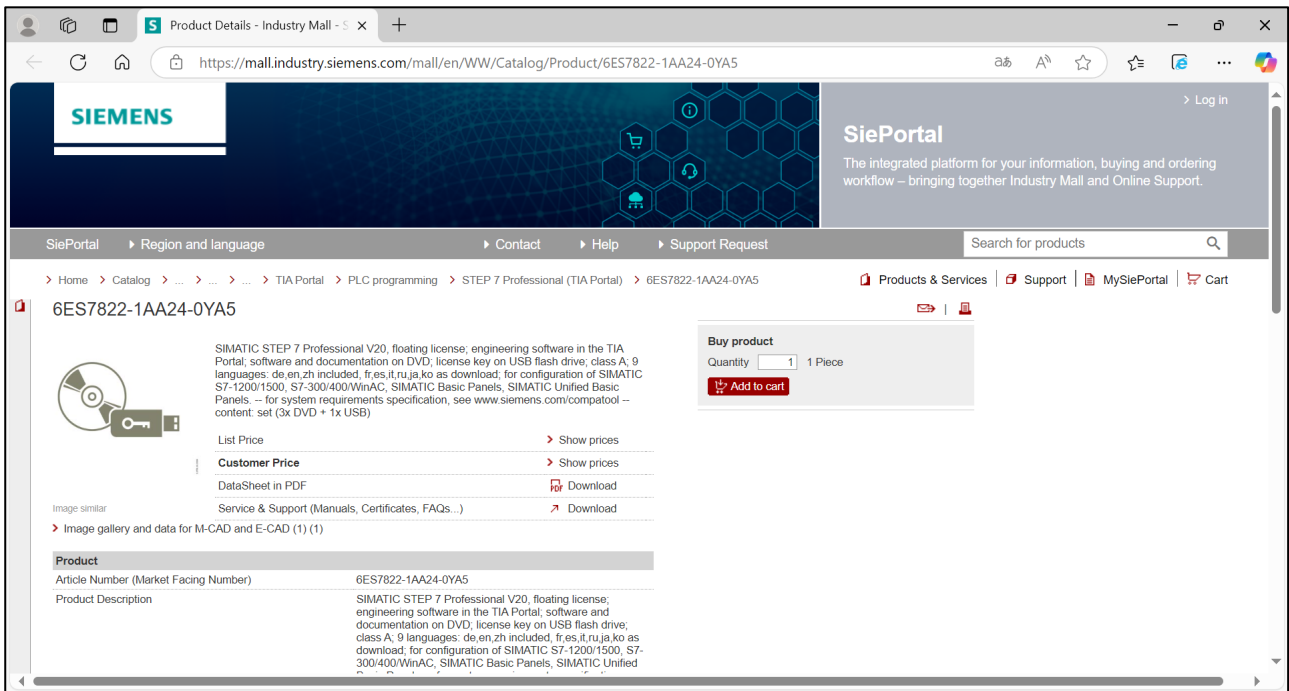 Product Details - Industry Mall - S
https://mall.industry.siemens.com/mall/en/WW/Catalog/Product/6ES7822-1AA24-0YA5
SIEMENS
> Log in
SiePortal
The integrated platform for your information, buying and ordering
workflow – bringing together Industry Mall and Online Support.
SiePortal Region and language Contact Help Support Request Search for products
> Home > Catalog > ... > ... > ... > TIA Portal > PLC programming > STEP 7 Professional (TIA Portal) > 6ES7822-1AA24-0YA5 Products & Services | Support | MySiePortal | Cart
6ES7822-1AA24-0YA5
SIMATIC STEP 7 Professional V20, floating license; engineering software in the TIA
Portal; software and documentation on DVD; license key on USB flash drive; class A; 9
languages: de,en,zh included, fr,es,it,ru,ja,ko as download; for configuration of SIMATIC
S7-1200/1500, S7-300/400/WinAC, SIMATIC Basic Panels, SIMATIC Unified Basic
Panels. -- for system requirements specification, see www.siemens.com/compatool --
content: set (3x DVD + 1x USB)
Buy product
Quantity 1 1 Piece
Add to cart
List Price > Show prices
Customer Price > Show prices
DataSheet in PDF PDF Download
Service & Support (Manuals, Certificates, FAQs...) Download
Image similar
> Image gallery and data for M-CAD and E-CAD (1) (1)
Product
Article Number (Market Facing Number) 6ES7822-1AA24-0YA5
Product Description SIMATIC STEP 7 Professional V20, floating license;
engineering software in the TIA Portal; software and
documentation on DVD; license key on USB flash drive;
class A; 9 languages: de,en,zh included, fr,es,it,ru,ja,ko as
download; for configuration of SIMATIC S7-1200/1500, S7-
300/400/WinAC, SIMATIC Basic Panels, SIMATIC Unified